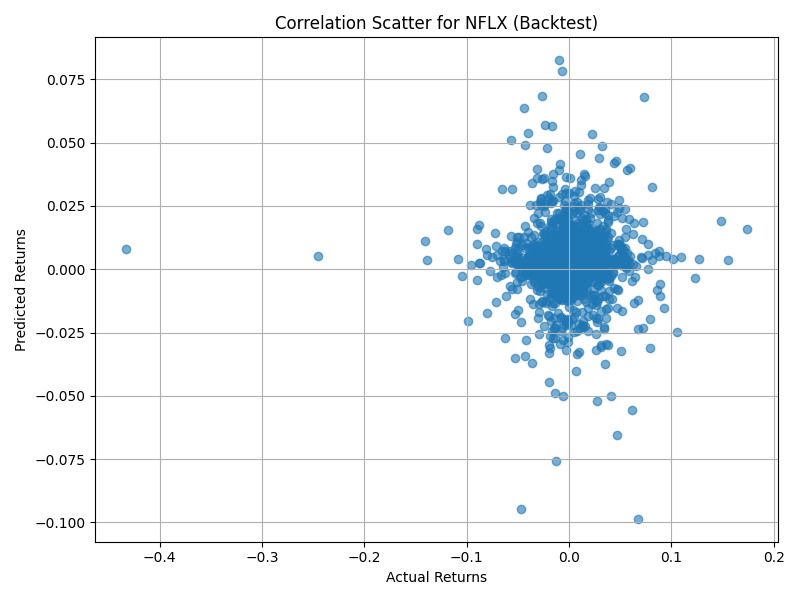 Correlation Scatter for NFLX (Backtest)
Predicted Returns
0.075
0.050
0.025
0.000
−0.025
−0.050
−0.075
−0.100
−0.4 −0.3 −0.2 −0.1 0.0 0.1 0.2
Actual Returns